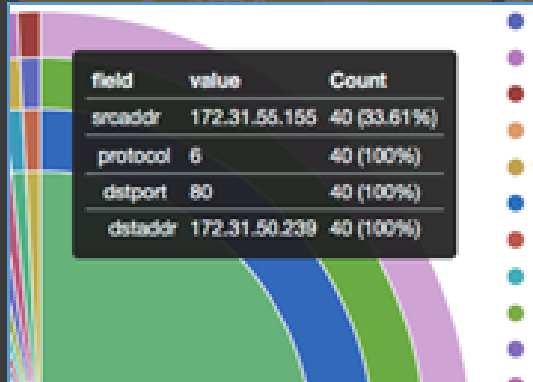 field value Count
srcaddr 172.31.55.155 40 (33.61%)
protocol 6 40 (100%)
dstport 80 40 (100%)
dstaddr 172.31.50.239 40 (100%)